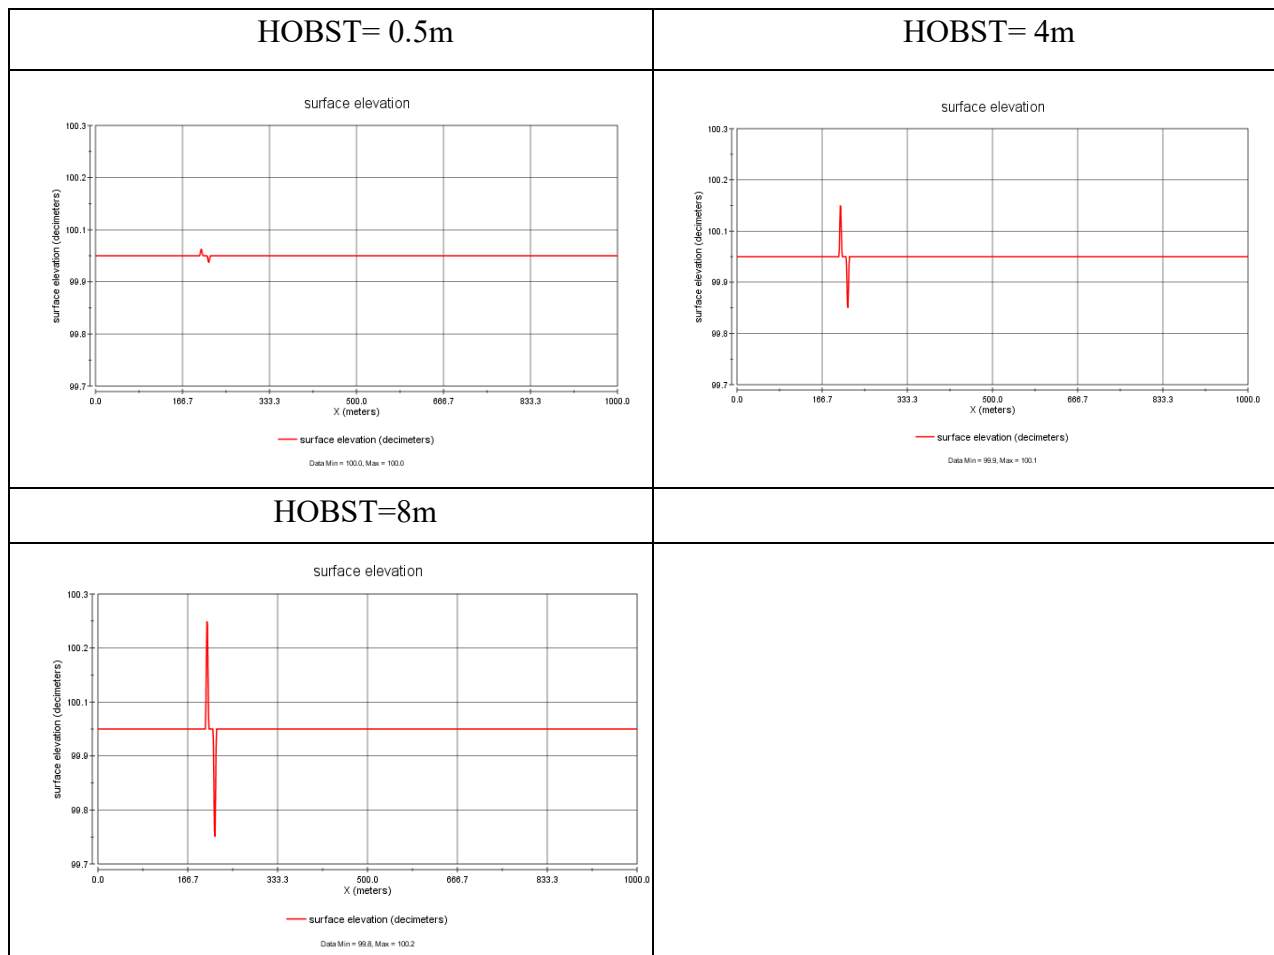 HOBST= 0.5m
HOBST= 4m
surface elevation
100.3
100.2
100.1
99.9
99.8
99.7
surface elevation (decimeters)
0.0 166.7 333.3 500.0 666.7 833.3 1000.0
X (meters)
surface elevation (decimeters)
Data Min = 100.0, Max = 100.0
surface elevation
100.3
100.2
100.1
99.9
99.8
99.7
surface elevation (decimeters)
0.0 166.7 333.3 500.0 666.7 833.3 1000.0
X (meters)
surface elevation (decimeters)
Data Min = 99.9, Max = 100.1
HOBST=8m
surface elevation
100.3
100.2
100.1
99.9
99.8
99.7
surface elevation (decimeters)
0.0 166.7 333.3 500.0 666.7 833.3 1000.0
X (meters)
surface elevation (decimeters)
Data Min = 99.8, Max = 100.2